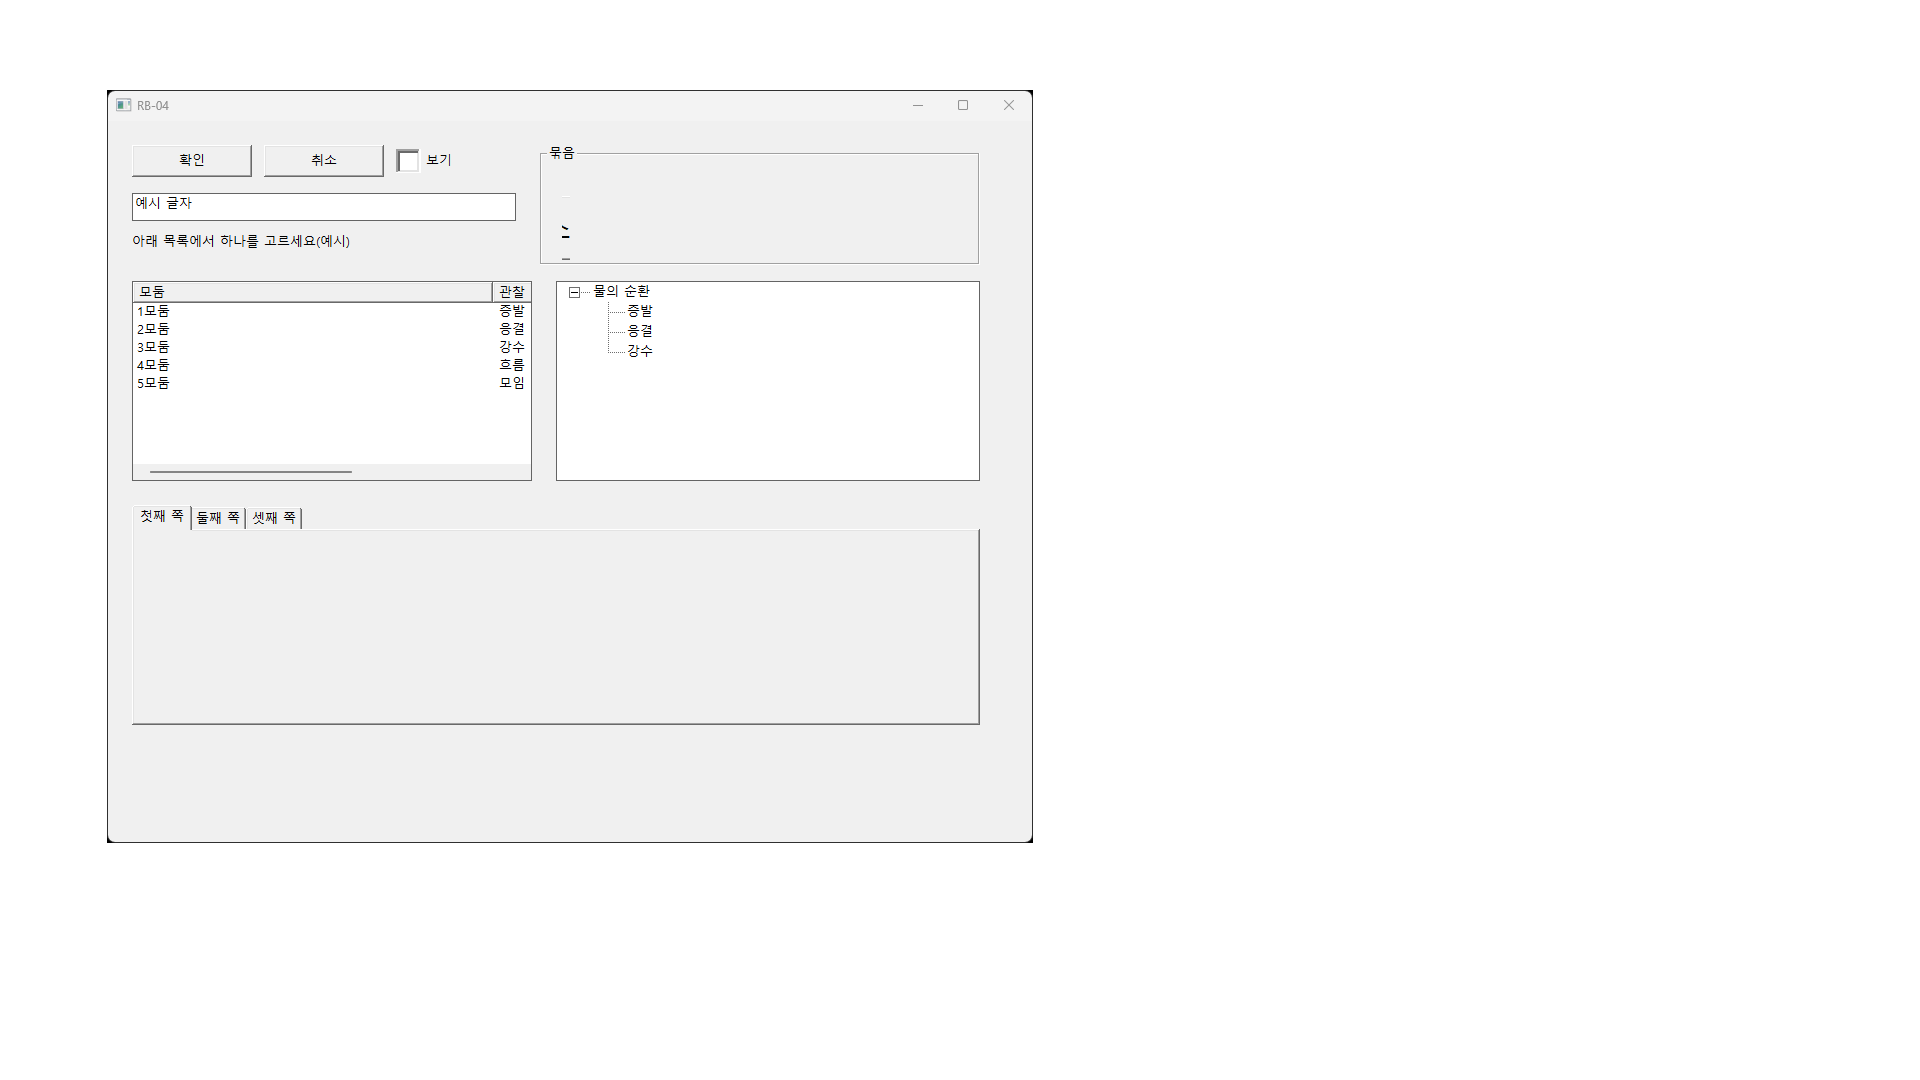 RB-04
확인 취소 보기
묶음
예시 글자
아래 목록에서 하나를 고르세요(예시)
모둠 관찰
1모둠 증발
2모둠 응결
3모둠 강수
4모둠 흐름
5모둠 모임
물의 순환
증발
응결
강수
첫째 쪽 둘째 쪽 셋째 쪽